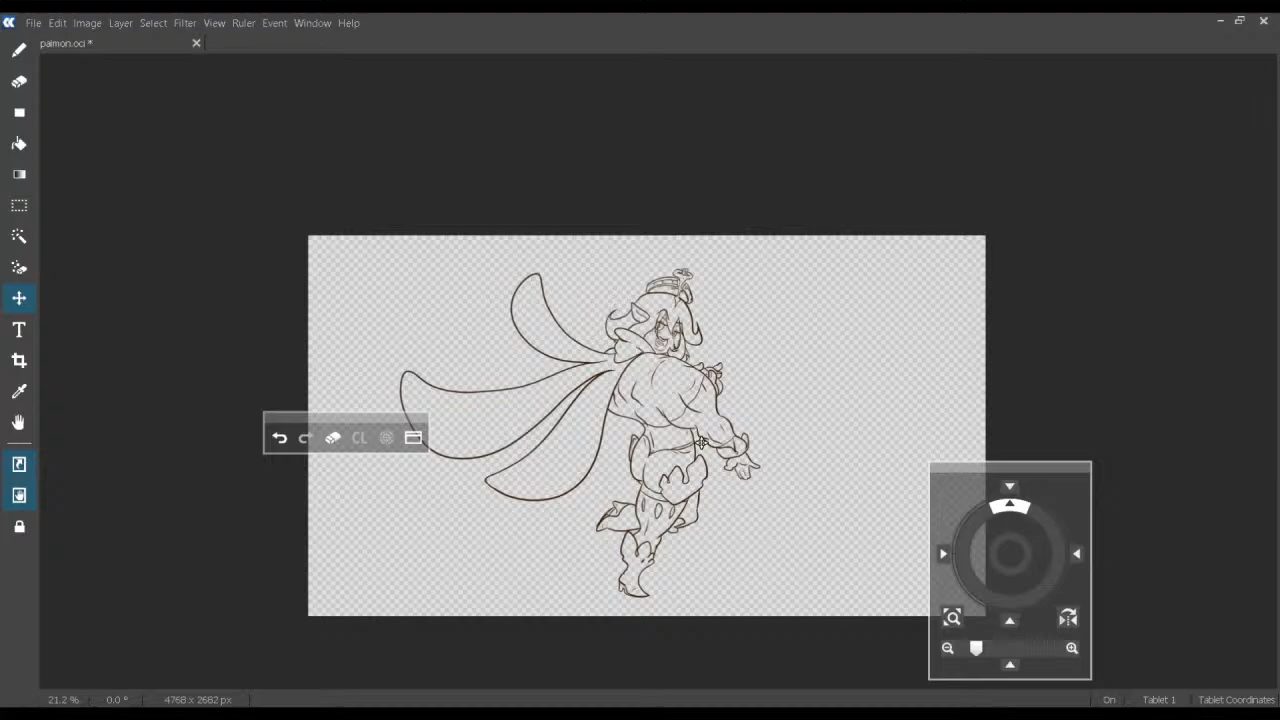 File Edit Image Layer Select Filter View Ruler Event Window Help
paimon.oci *
CL
21.2 % 0.0 ° 4768 x 2682 px On Tablet 1 Tablet Coordinates